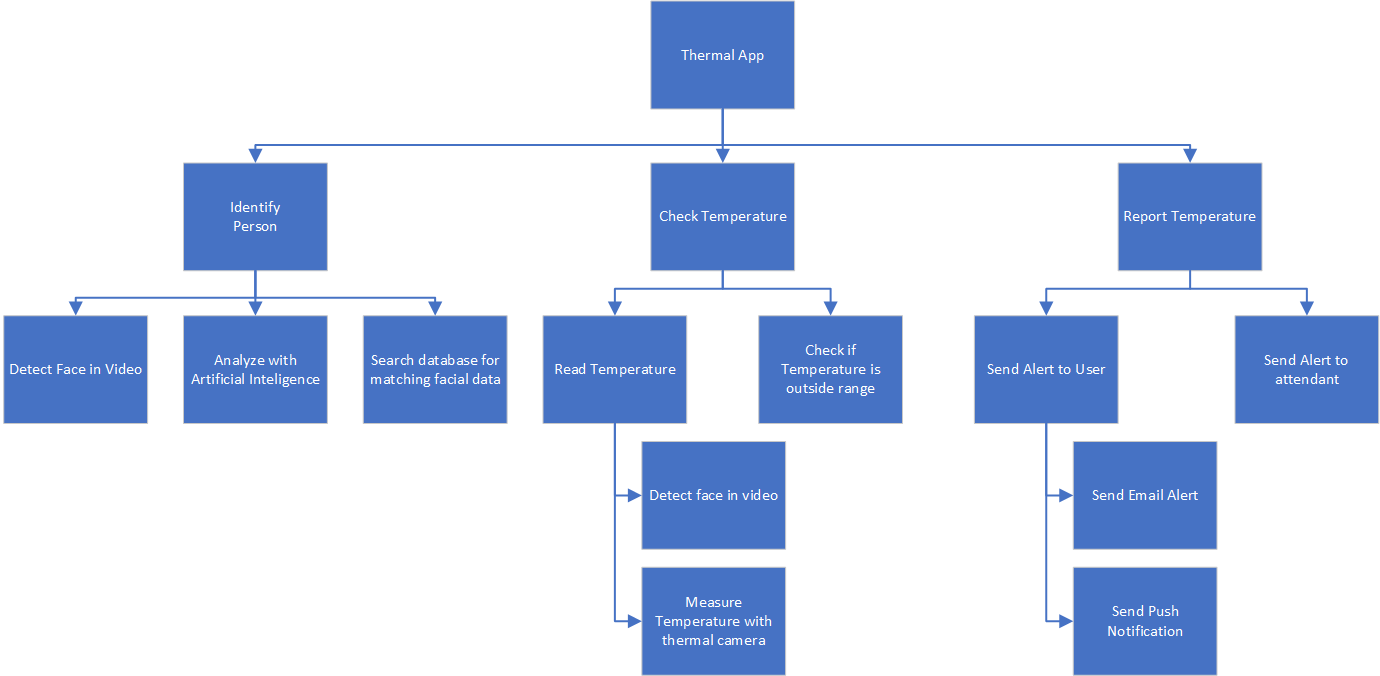 Thermal App
Identify
Person
Check Temperature
Report Temperature
Detect Face in Video
Analyze with
Artificial Inteligence
Search database for
matching facial data
Read Temperature
Check if
Temperature is
outside range
Send Alert to User
Send Alert to
attendant
Detect face in video
Send Email Alert
Measure
Temperature with
thermal camera
Send Push
Notification